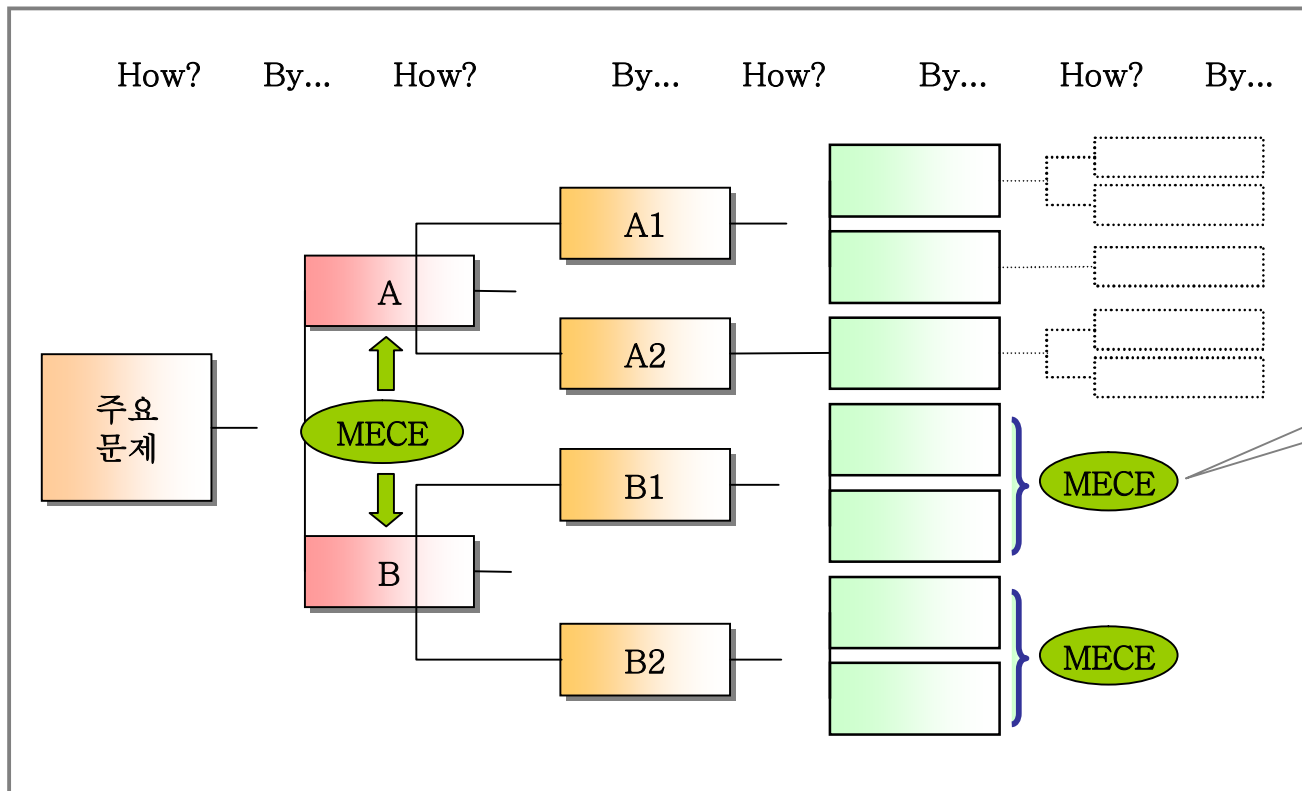 How? By... How? By... How? By... How? By...
A1
A
A2
주요
문제
MECE
B1
MECE
B
B2
MECE